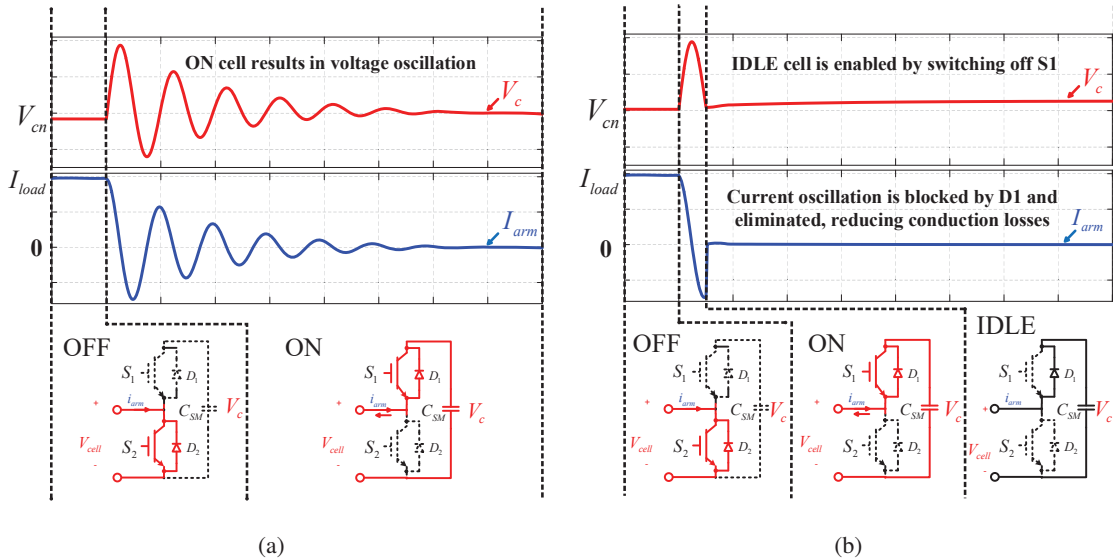 ON cell results in voltage oscillation
V_c
V_cn
I_load
I_arm
0
OFF
ON
S_1
D_1
i_arm
+
C_SM
V_c
V_cell
S_2
D_2
-
S_1
D_1
i_arm
+
C_SM
V_c
V_cell
S_2
D_2
-
(a)
IDLE cell is enabled by switching off S1
V_c
V_cn
I_load
Current oscillation is blocked by D1 and
eliminated, reducing conduction losses
I_arm
0
OFF
ON
IDLE
S_1
D_1
i_arm
+
C_SM
V_c
V_cell
S_2
D_2
-
S_1
D_1
i_arm
+
C_SM
V_c
V_cell
S_2
D_2
-
S_1
D_1
i_arm
+
C_SM
V_c
V_cell
S_2
D_2
-
(b)